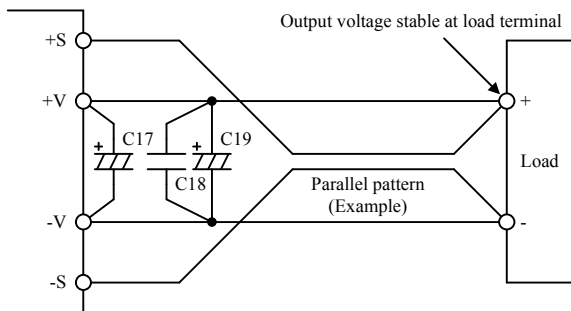 Output voltage stable at load terminal
+S
+V
+
+
C17
+
C19
C18
Load
Parallel pattern
(Example)
-V
-
-S